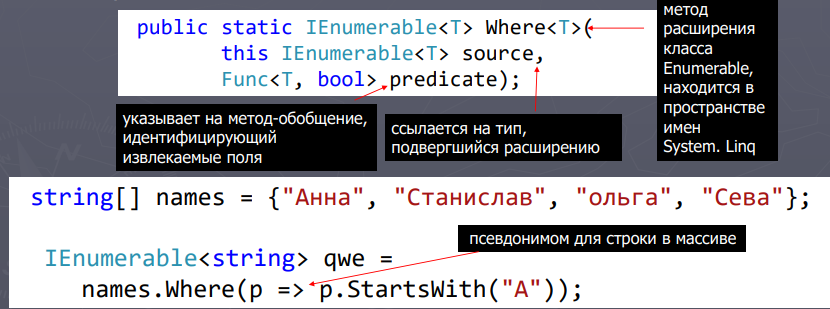 public static IEnumerable<T> Where<T>(
this IEnumerable<T> source,
Func<T, bool> predicate);
метод
расширения
класса
Enumerable,
находится в
пространстве
имен
System. Linq
указывает на метод-обобщение,
идентифицирующий
извлекаемые поля
ссылается на тип,
подвергшийся расширению
string[] names = {"Анна", "Станислав", "ольга", "Сева"};
псевдонимом для строки в массиве
IEnumerable<string> qwe =
names.Where(p => p.StartsWith("А"));